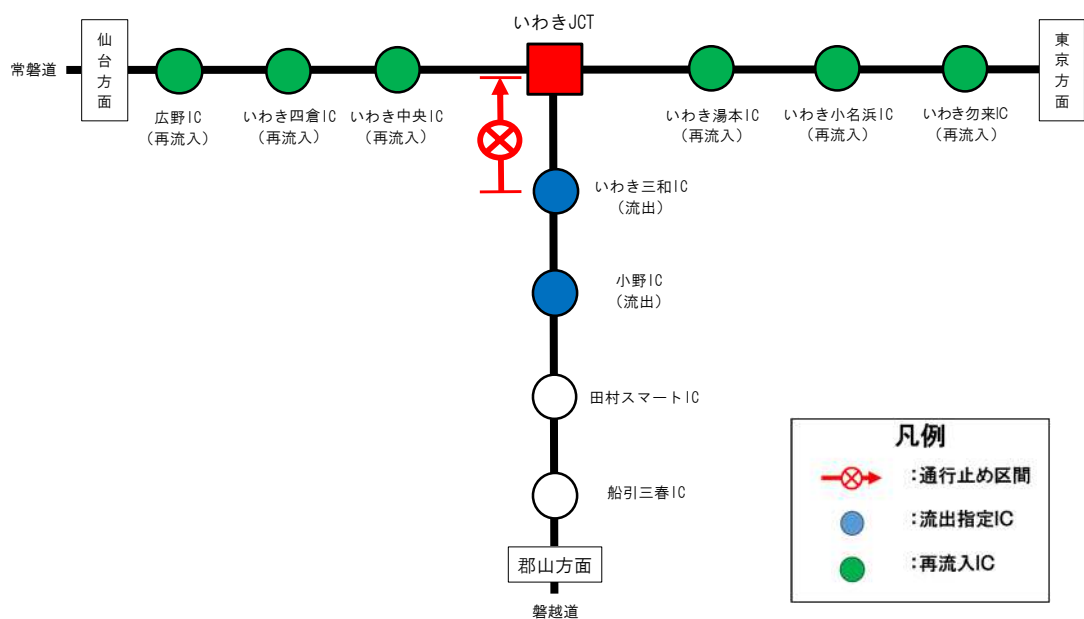 いわきJCT
仙台方面
東京方面
常磐道
広野IC
(再流入)
いわき四倉IC
(再流入)
いわき中央IC
(再流入)
いわき湯本IC
(再流入)
いわき小名浜IC
(再流入)
いわき勿来IC
(再流入)
いわき三和IC
(流出)
小野IC
(流出)
田村スマートIC
船引三春IC
郡山方面
磐越道
凡例
:通行止め区間
:流出指定IC
:再流入IC